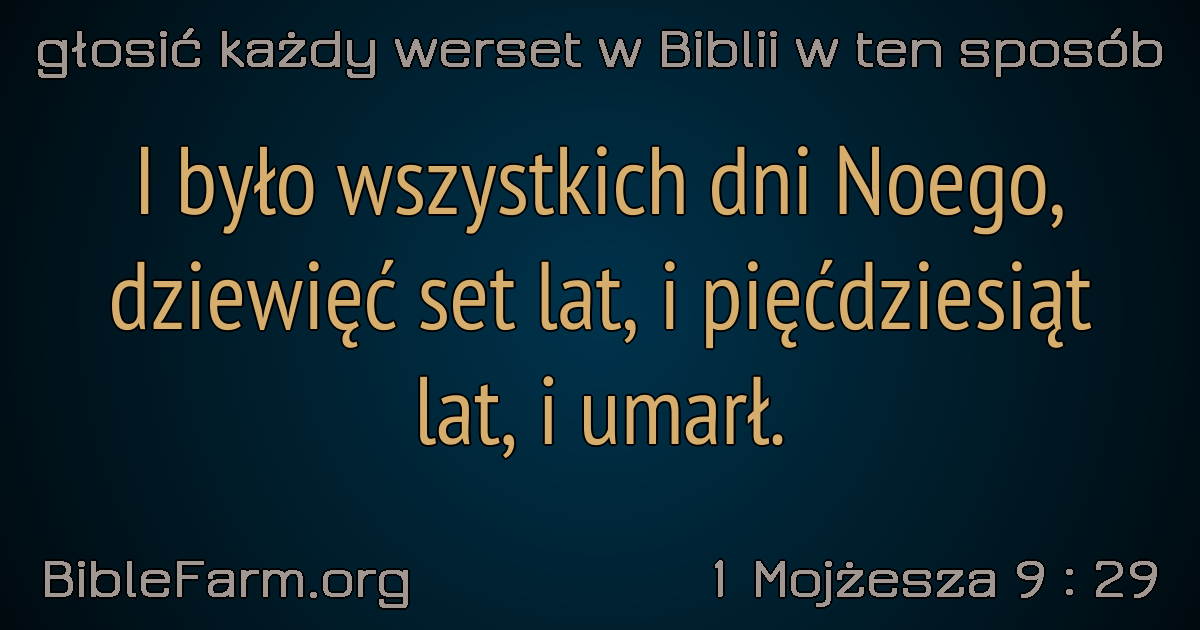 głosić każdy werset w Biblii w ten sposób
I było wszystkich dni Noego,
dziewięć set lat, i pięćdziesiąt
lat, i umarł.
BibleFarm.org
1 Mojżesza 9 : 29